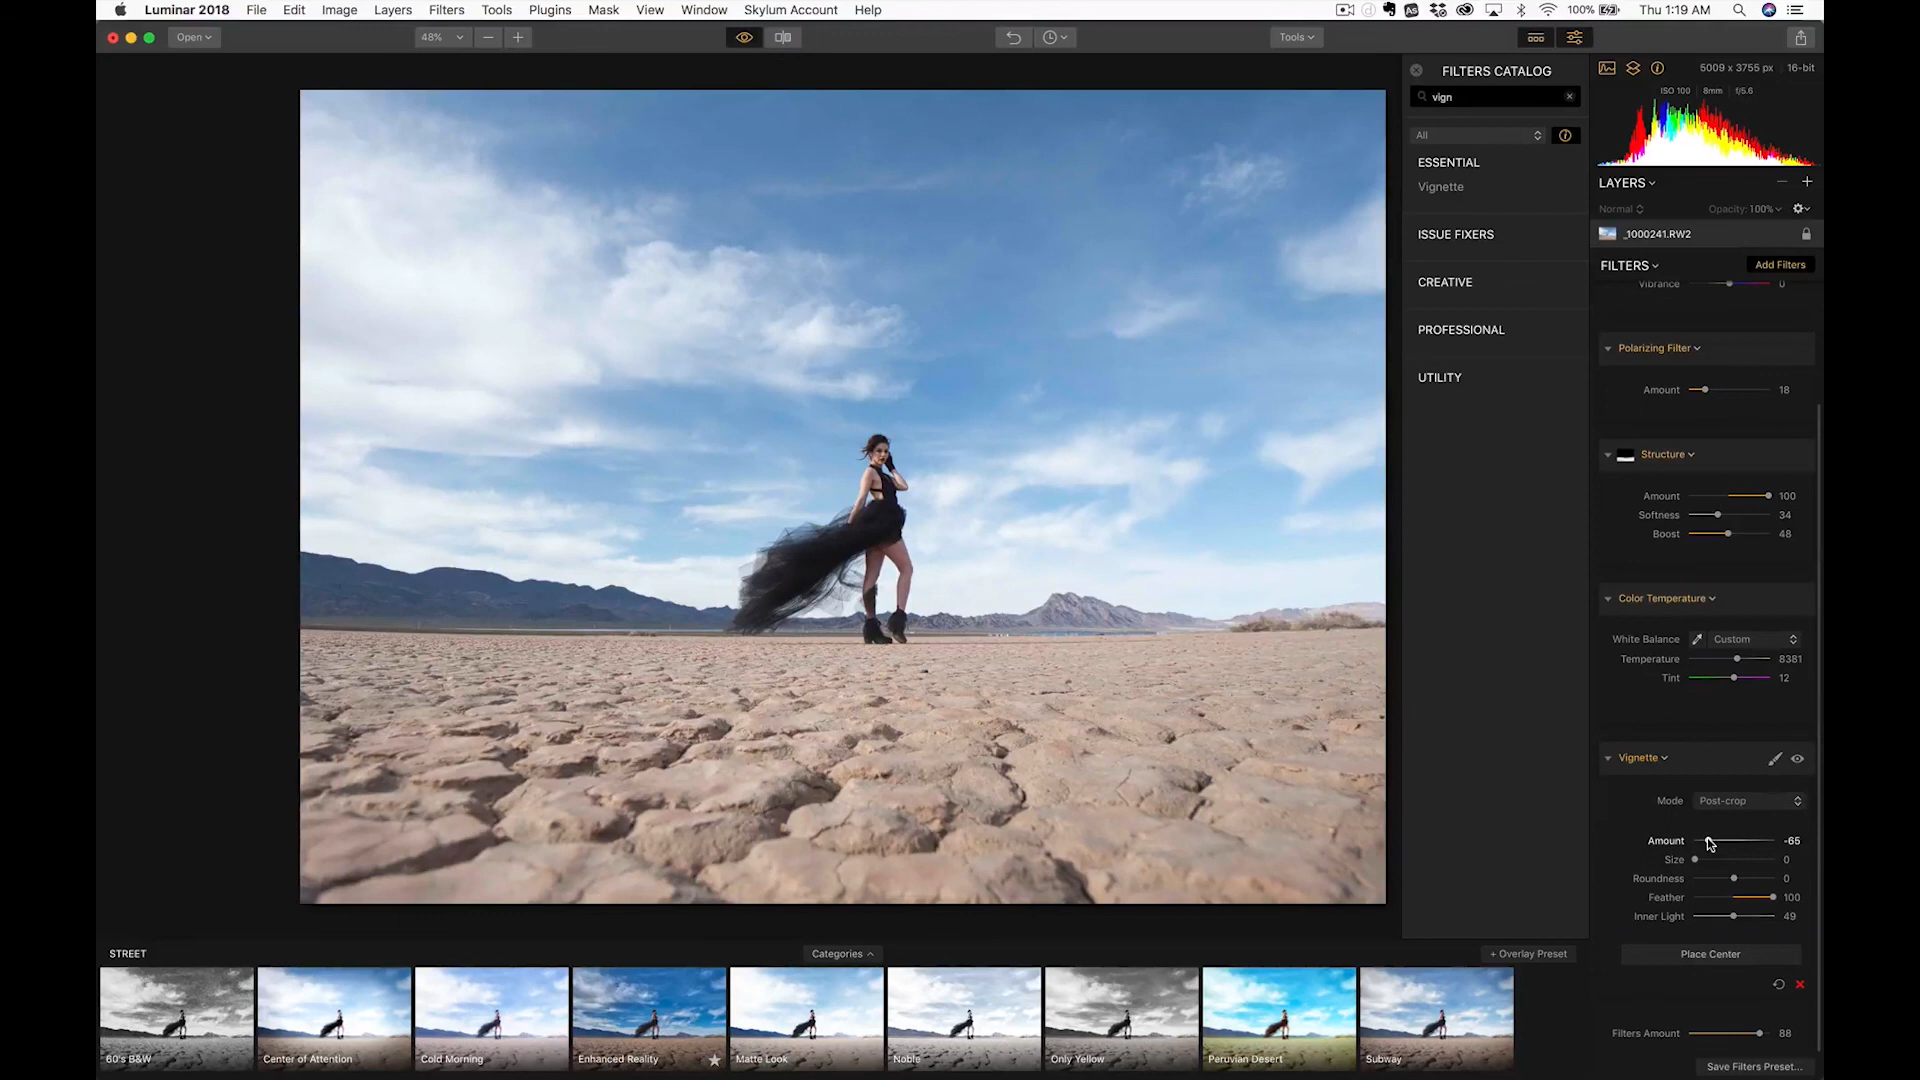 Luminar 2018 File Edit Image Layers Filters Tools Plugins Mask View Window Skylum Account Help 100% Thu 1:19 AM
Open 48% Tools
FILTERS CATALOG 5009 x 3755 px 16-bit
ISO 100 8mm f/5.6
vign
All
ESSENTIAL
Vignette
ISSUE FIXERS
CREATIVE
PROFESSIONAL
UTILITY
LAYERS
Normal Opacity: 100%
_1000241.RW2
FILTERS Add Filters
Vibrance 0
Polarizing Filter
Amount 18
Structure
Amount 100
Softness 34
Boost 48
Color Temperature
White Balance Custom
Temperature 8381
Tint 12
Vignette
Mode Post-crop
Amount -65
Size 0
Roundness 0
Feather 100
Inner Light 49
Place Center
Filters Amount 88
Save Filters Preset...
STREET Categories + Overlay Preset
60's B&W Center of Attention Cold Morning Enhanced Reality Matte Look Noble Only Yellow Peruvian Desert Subway